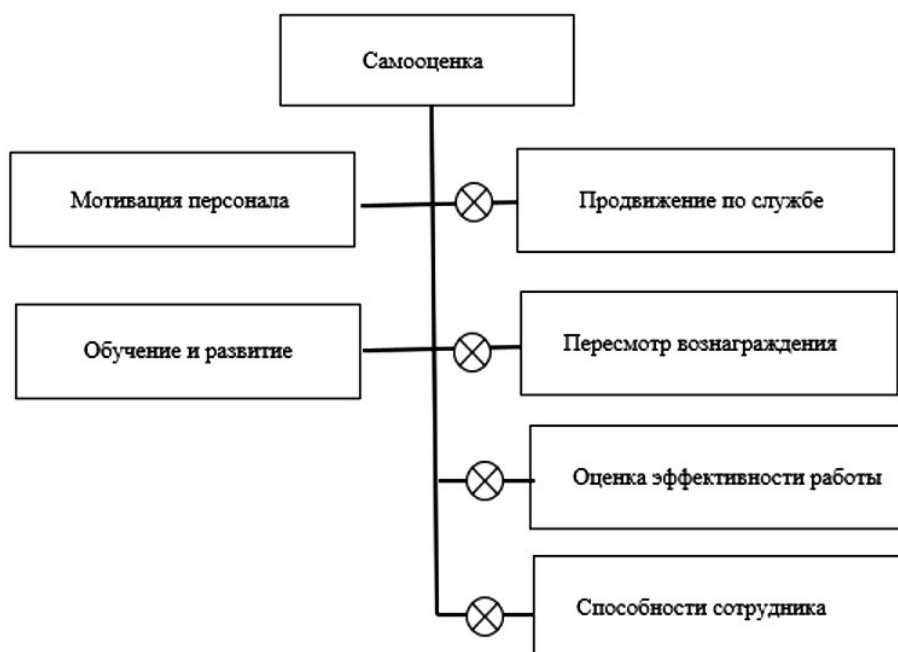 Самооценка
Мотивация персонала
Продвижение по службе
Обучение и развитие
Пересмотр вознаграждения
Оценка эффективности работы
Способности сотрудника